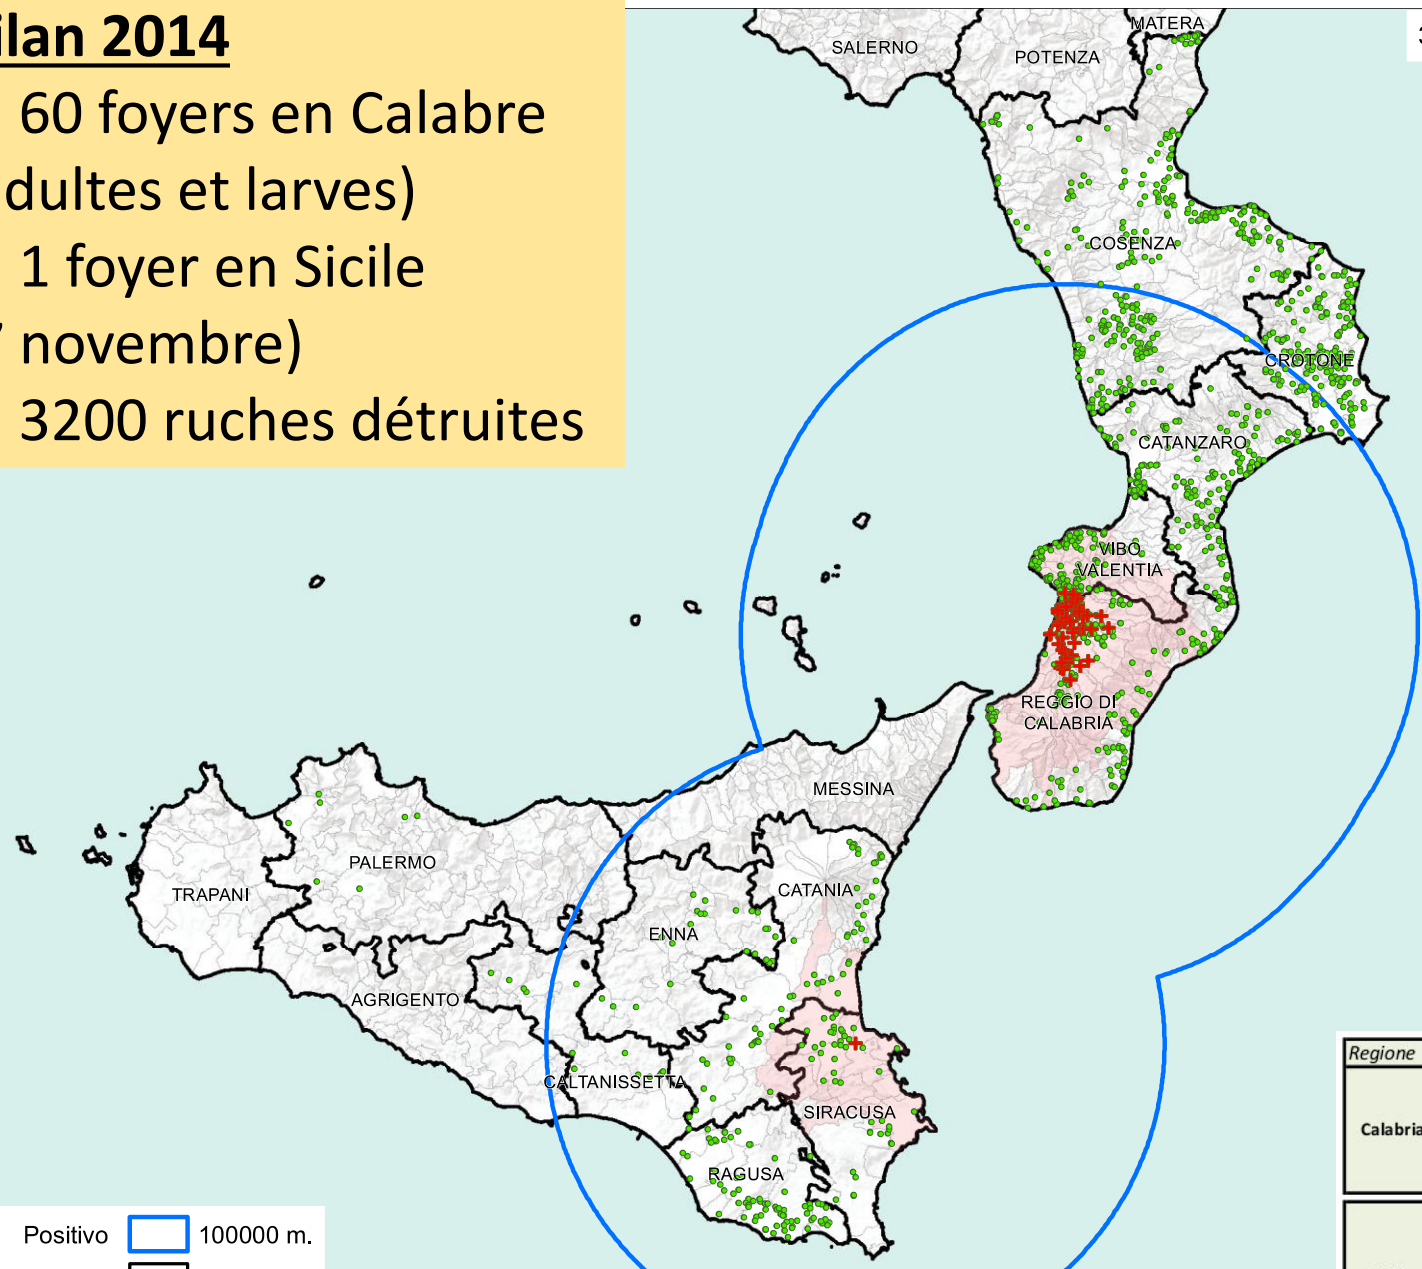 ilan 2014
60 foyers en Calabre
dultes et larves)
1 foyer en Sicile
novembre)
3200 ruches détruites
MATERA
SALERNO
POTENZA
COSENZA
CROTONE
CATANZARO
VIBO
VALENTIA
REGGIO DI
CALABRIA
MESSINA
PALERMO
TRAPANI
CATANIA
ENNA
AGRIGENTO
CALTANISSETTA
SIRACUSA
RAGUSA
Regione
Calabria
Positivo
100000 m.